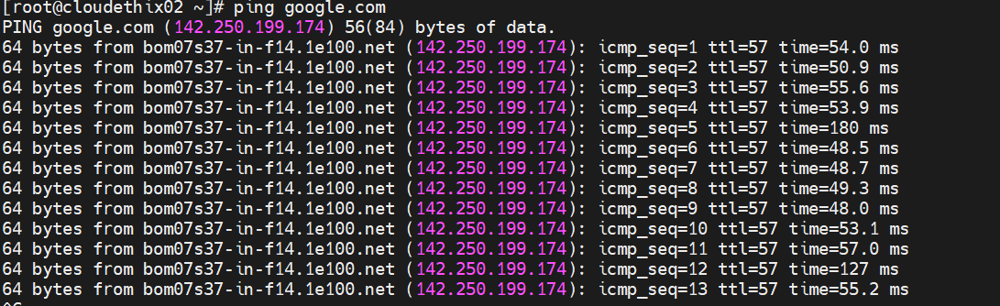 [root@cloudethix02 ~]# ping google.com
PING google.com (142.250.199.174) 56(84) bytes of data.
64 bytes from bom07s37-in-f14.1e100.net (142.250.199.174): icmp_seq=1 ttl=57 time=54.0 ms
64 bytes from bom07s37-in-f14.1e100.net (142.250.199.174): icmp_seq=2 ttl=57 time=50.9 ms
64 bytes from bom07s37-in-f14.1e100.net (142.250.199.174): icmp_seq=3 ttl=57 time=55.6 ms
64 bytes from bom07s37-in-f14.1e100.net (142.250.199.174): icmp_seq=4 ttl=57 time=53.9 ms
64 bytes from bom07s37-in-f14.1e100.net (142.250.199.174): icmp_seq=5 ttl=57 time=180 ms
64 bytes from bom07s37-in-f14.1e100.net (142.250.199.174): icmp_seq=6 ttl=57 time=48.5 ms
64 bytes from bom07s37-in-f14.1e100.net (142.250.199.174): icmp_seq=7 ttl=57 time=48.7 ms
64 bytes from bom07s37-in-f14.1e100.net (142.250.199.174): icmp_seq=8 ttl=57 time=49.3 ms
64 bytes from bom07s37-in-f14.1e100.net (142.250.199.174): icmp_seq=9 ttl=57 time=48.0 ms
64 bytes from bom07s37-in-f14.1e100.net (142.250.199.174): icmp_seq=10 ttl=57 time=53.1 ms
64 bytes from bom07s37-in-f14.1e100.net (142.250.199.174): icmp_seq=11 ttl=57 time=57.0 ms
64 bytes from bom07s37-in-f14.1e100.net (142.250.199.174): icmp_seq=12 ttl=57 time=127 ms
64 bytes from bom07s37-in-f14.1e100.net (142.250.199.174): icmp_seq=13 ttl=57 time=55.2 ms